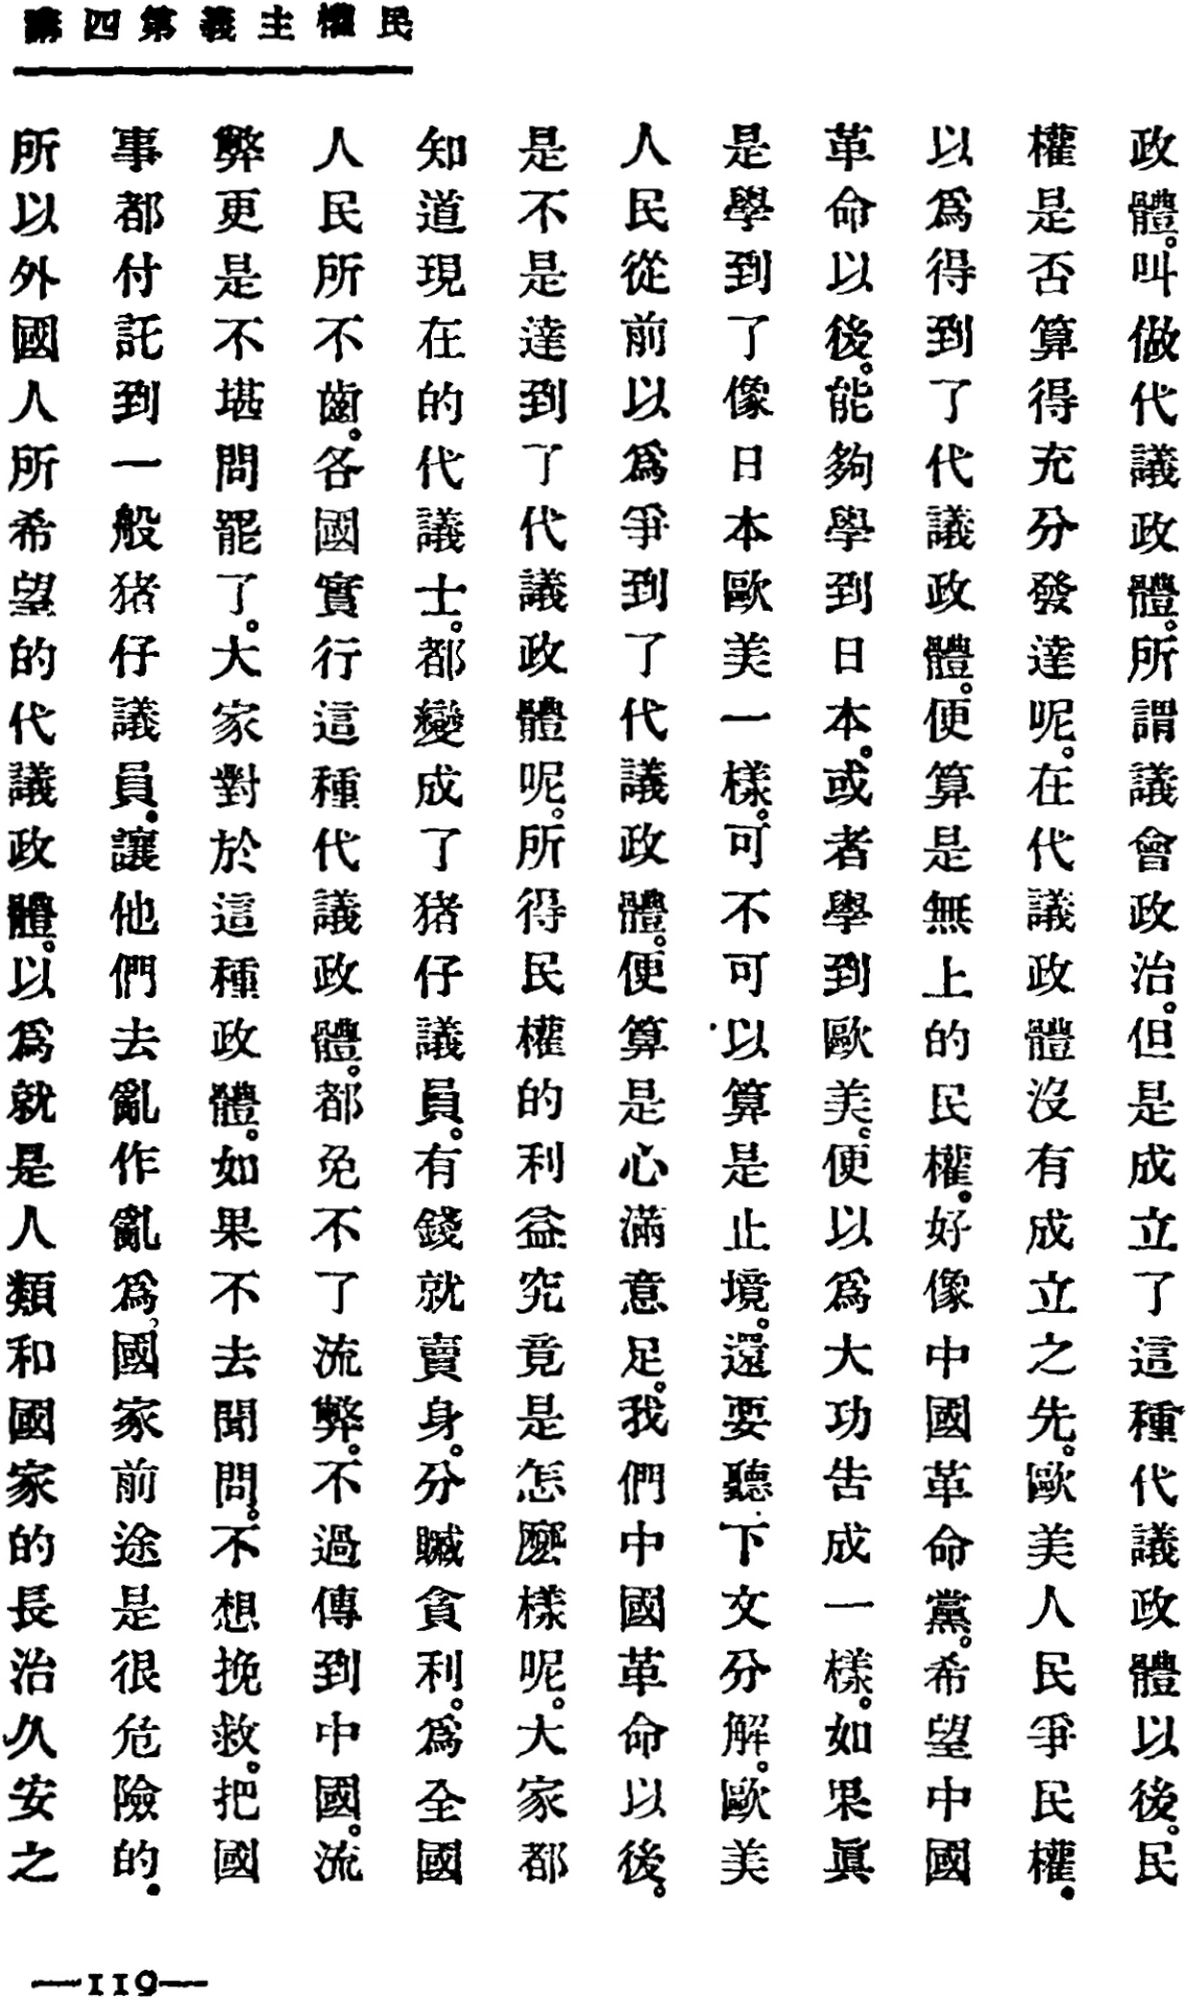 民權主義第四講
政體。叫做代議政體。所謂議會政治。但是成立了這種代議政體以後。民
權是否算得充分發達呢。在代議政體沒有成立之先。歐美人民爭民權。
以爲得到了代議政體。便算是無上的民權。好像中國革命黨。希望中國
革命以後。能夠學到日本。或者學到歐美。便以爲大功告成一樣。如果眞
是學到了像日本歐美一樣。可不可以算是止境。還要聽下文分解。歐美
人民從前以爲爭到了代議政體。便算是心滿意足。我們中國革命以後。
是不是達到了代議政體呢。所得民權的利益究竟是怎麼樣呢。大家都
知道現在的代議士。都變成了猪仔議員。有錢就賣身。分贓貪利。爲全國
人民所不齒。各國實行這種代議政體。都免不了流弊。不過傳到中國。流
弊更是不堪問罷了。大家對於這種政體。如果不去聞問。不想挽救。把國
事都付託到一般猪仔議員。讓他們去亂作亂爲。國家前途是很危險的。
所以外國人所希望的代議政體。以爲就是人類和國家的長治久安之
—119—